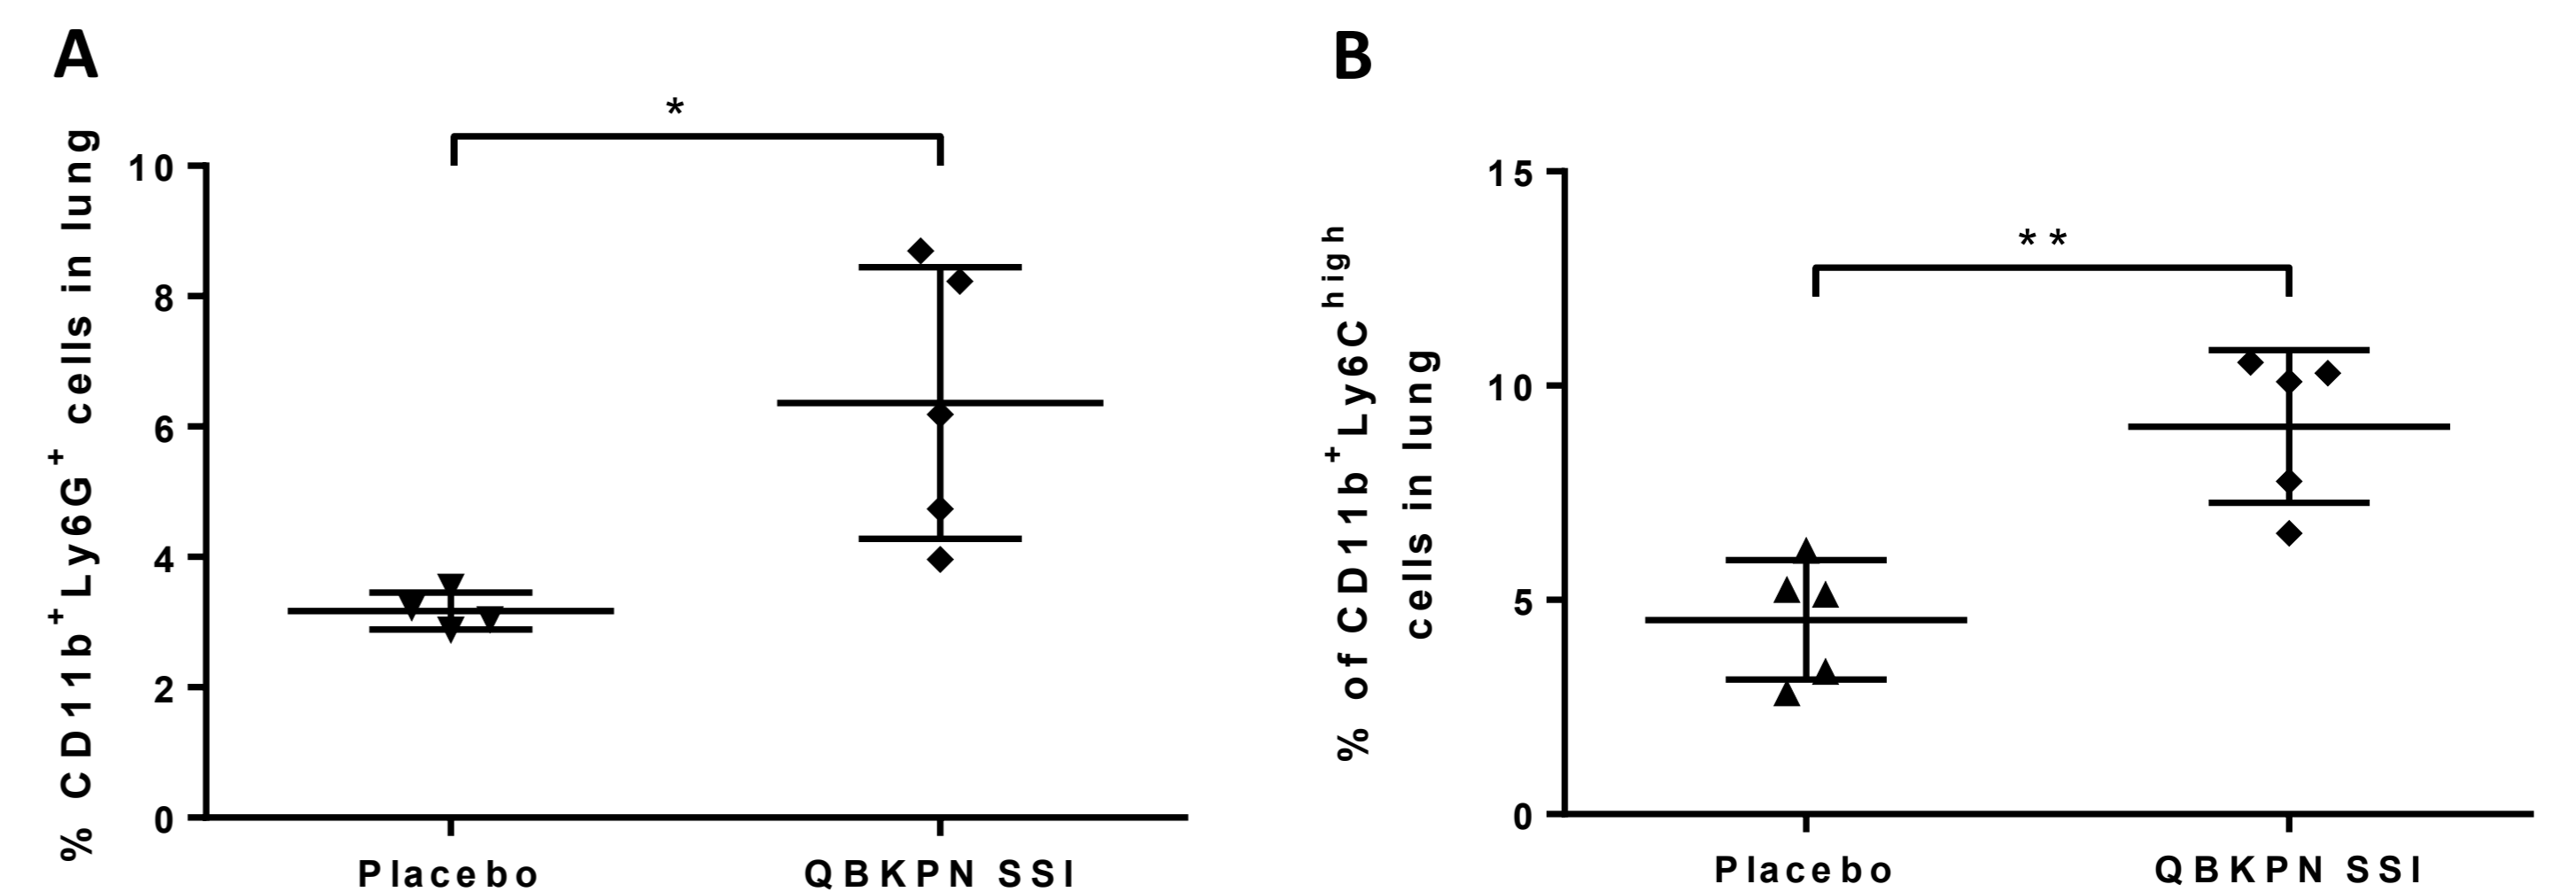 A
*
% CD11b⁺Ly6G⁺ cells in lung
10
8
6
4
2
0
Placebo
QBKPN SSI
B
**
% of CD11b⁺Ly6Cʰⁱᵍʰ
cells in lung
15
10
5
0
Placebo
QBKPN SSI